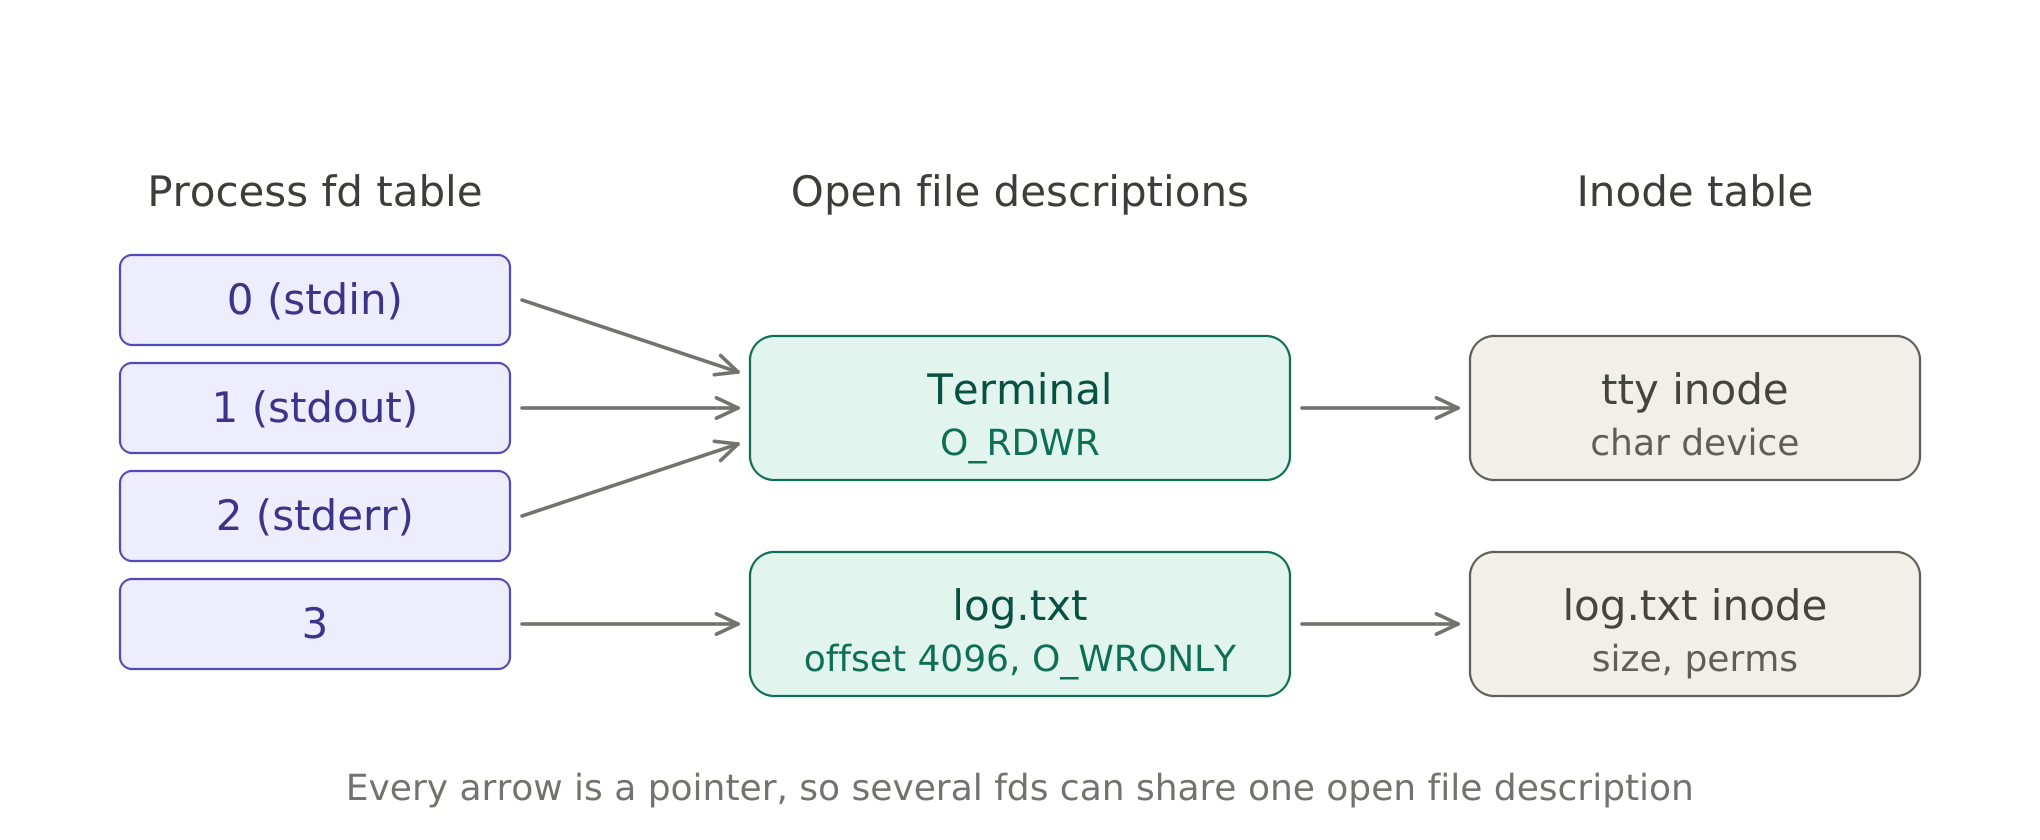 Process fd table
Open file descriptions
Inode table
0 (stdin)
1 (stdout)
2 (stderr)
3
Terminal
O_RDWR
log.txt
offset 4096, O_WRONLY
tty inode
char device
log.txt inode
size, perms
Every arrow is a pointer, so several fds can share one open file description